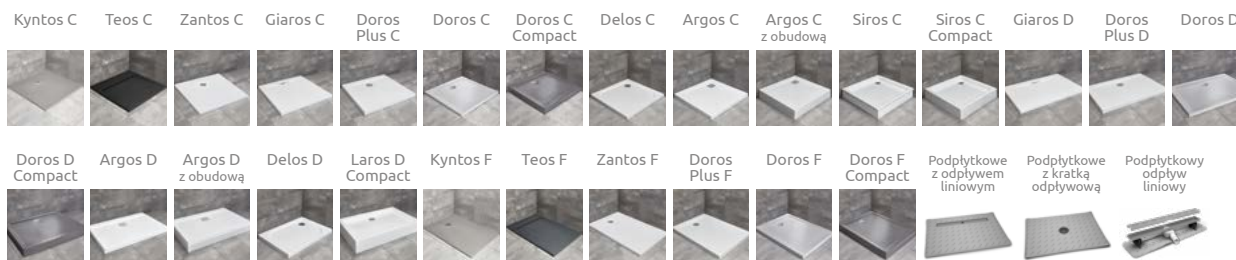 Kyntos C
Teos C
Zantos C
Giaros C
Doros
Plus C
Doros C
Doros C
Compact
Delos C
Argos C
Argos C
z obudową
Siros C
Siros C
Compact
Giaros D
Doros
Plus D
Doros D
Doros D
Compact
Argos D
Argos D
z obudową
Delos D
Laros D
Compact
Kyntos F
Teos F
Zantos F
Doros
Plus F
Doros F
Doros F
Compact
Podpłytkowe
z odpływem
liniowym
Podpłytkowe
z kratką
odpływową
Podpłytkowy
odpływ
liniowy